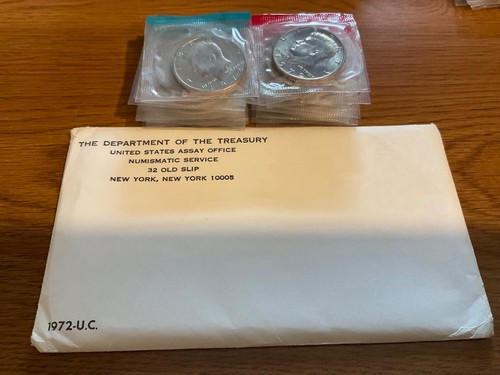 THE DEPARTMENT OF THE TREASURY
UNITED STATES ASSAY OFFICE
NUMISMATIC SERVICE
32 OLD SLIP
NEW YORK, NEW YORK 10005
1972-U.C.